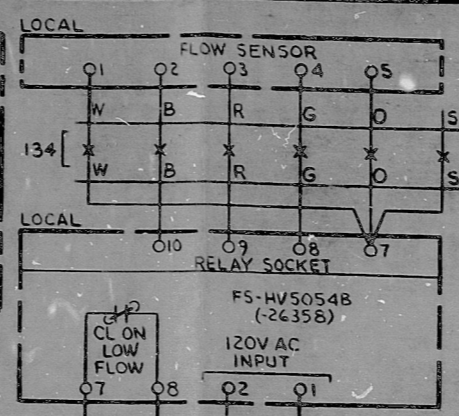 LOCAL
FLOW SENSOR
1 2 3 4 5
W B R G O S
134
W B R G O S
LOCAL
10 9 8 7
RELAY SOCKET
FS-HV5054B
(-26358)
CL ON
LOW
FLOW
120V AC
INPUT
7 8 2 1